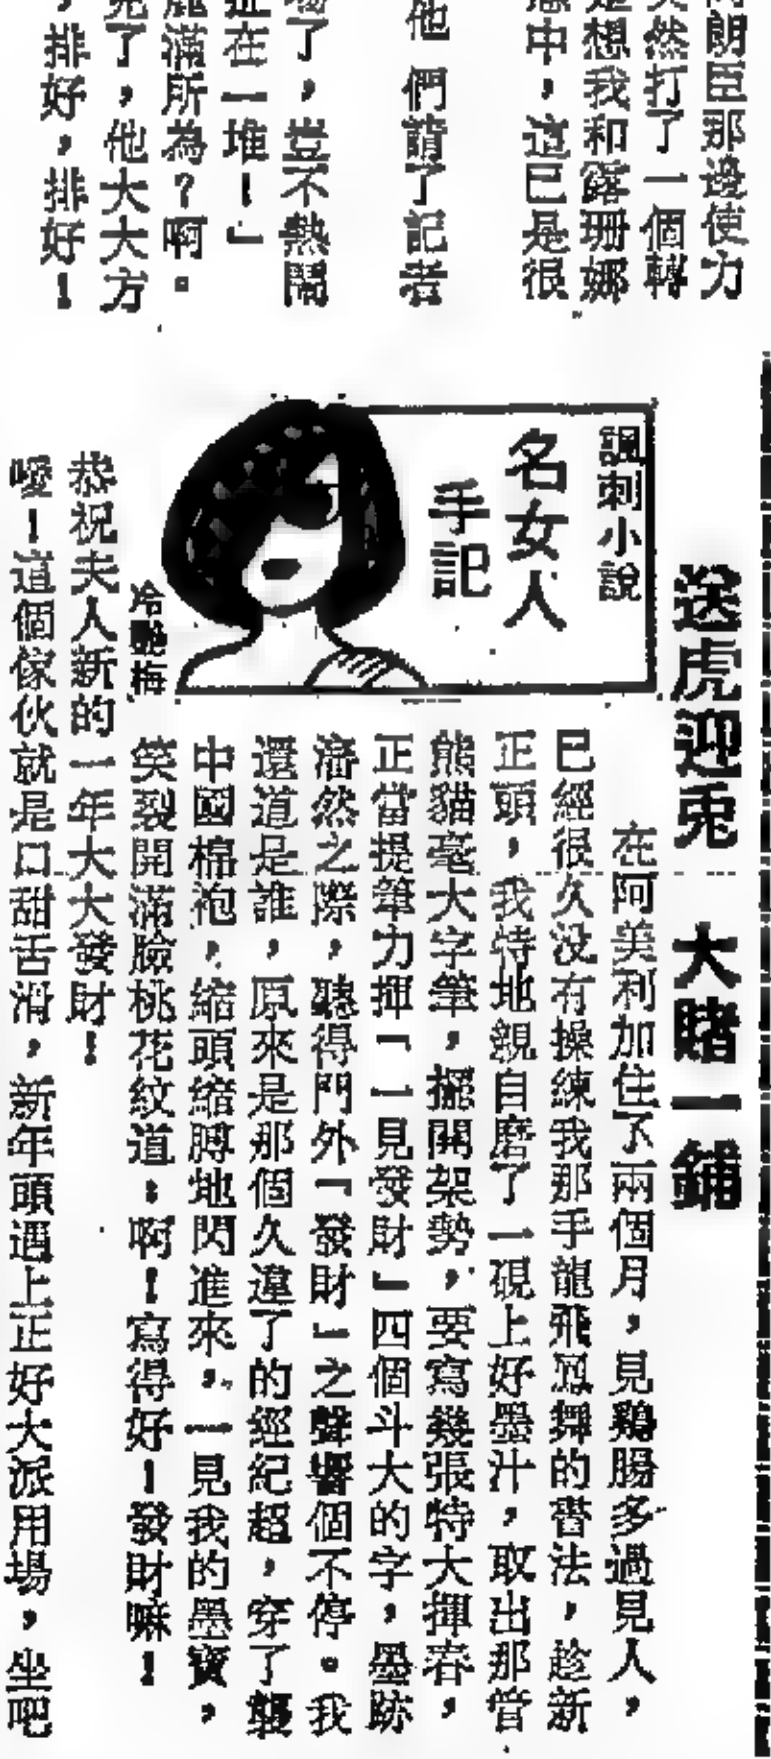 朗臣那邊使力
然打了一個轉
想我和露珊娜
中，這已是很
他們請了記者
了，豈不熱鬧
在一堆！」
滿所為？啊。
了，他大大方
，排好，排好！
送虎迎兎　大賭一鋪
諷刺小說
名女人
手記
冷艷梅
在阿美利加住了兩個月，見鷄腸多過見人，
已經很久没有操練我那手龍飛鳳舞的書法，趁新
正頭，我特地親自磨了一硯上好墨汁，取出那管
熊貓毫大字筆，擺開架勢，要寫幾張特大揮春，
正當提筆力揮「一見發財」四個斗大的字，墨跡
瀋然之際，聽得門外「發財」之聲響個不停。我
還道是誰，原來是那個久違了的經紀超，穿了襲
中國棉袍，縮頭縮膊地閃進來，一見我的墨寶，
笑裂開滿臉桃花紋道：啊！寫得好！發財嘛！
恭祝夫人新的一年大大發財！
噯！這個傢伙就是口甜舌滑，新年頭遇上正好大派用場，坐吧